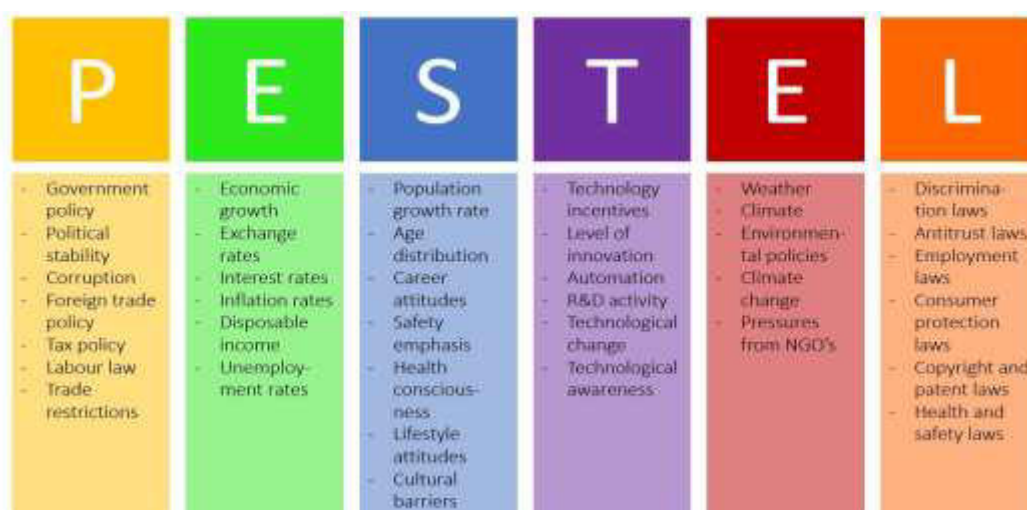 P
E
S
T
E
L
- Government
policy
- Political
stability
- Corruption
- Foreign trade
policy
- Tax policy
- Labour law
- Trade
restrictions
- Economic
growth
- Exchange
rates
- Interest rates
- Inflation rates
- Disposable
income
- Unemploy-
ment rates
- Population
growth rate
- Age
distribution
- Career
attitudes
- Safety
emphasis
- Health
conscious-
ness
- Lifestyle
attitudes
- Cultural
barriers
- Technology
incentives
- Level of
innovation
- Automation
- R&D activity
- Technological
change
- Technological
awareness
- Weather
- Climate
- Environmen-
tal policies
- Climate
change
- Pressures
from NGO's
- Discrimina-
tion laws
- Antitrust laws
- Employment
laws
- Consumer
protection
laws
- Copyright and
patent laws
- Health and
safety laws